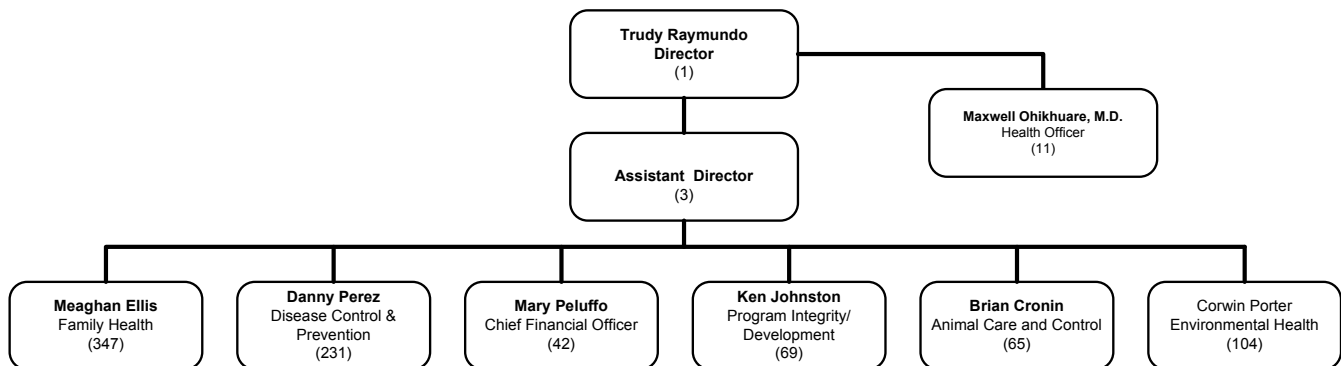 Trudy Raymundo
Director
(1)
Maxwell Ohikhuare, M.D.
Health Officer
(11)
Assistant Director
(3)
Meaghan Ellis
Family Health
(347)
Danny Perez
Disease Control &
Prevention
(231)
Mary Peluffo
Chief Financial Officer
(42)
Ken Johnston
Program Integrity/
Development
(69)
Brian Cronin
Animal Care and Control
(65)
Corwin Porter
Environmental Health
(104)